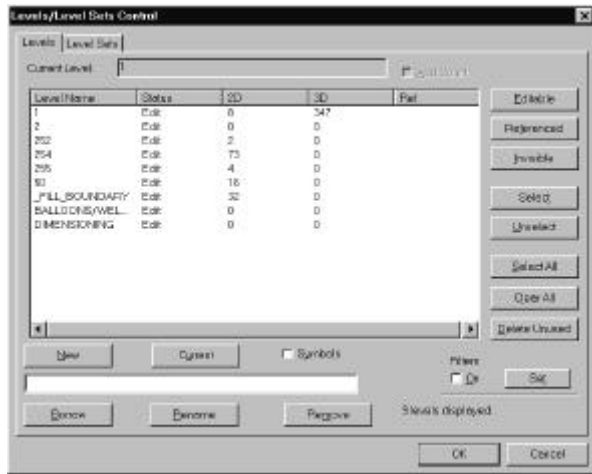 Levels/Level Sets Control
Levels Level Sets
Current Level: 1
Level Name Status 2D 3D Ref
1 Edit 8 347
2 Edit 0 0
252 Edit 2 0
254 Edit 73 0
255 Edit 4 0
50 Edit 16 0
_FILL_BOUNDARY Edit 32 0
BALLOONS/WEL... Edit 0 0
DIMENSIONING Edit 0 0
Editable
Referenced
Invisible
Select
Unselect
Select All
Clear All
Delete Unused
New Current Symbols
Filters
On Set
Borrow Rename Remove
9 levels displayed
OK Cancel